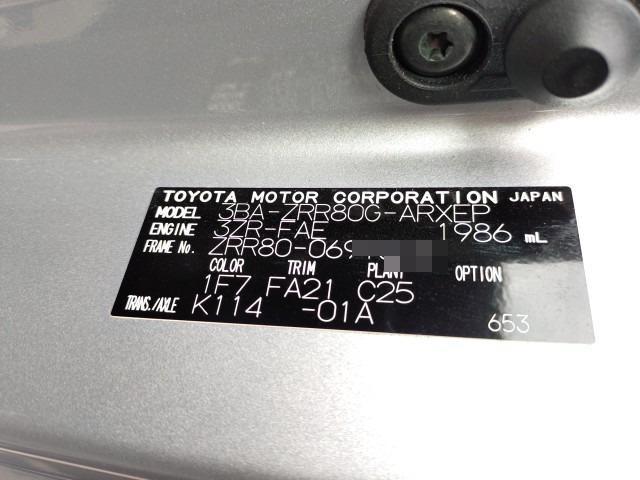 TOYOTA MOTOR CORPORATION JAPAN
MODEL 3BA-ZRR80G-ARXEP
ENGINE 3ZR-FAE 1986 mL
FRAME No. ZRR80-069
COLOR TRIM PLANT OPTION
1F7 FA21 C25
TRANS./AXLE K114 -01A
653